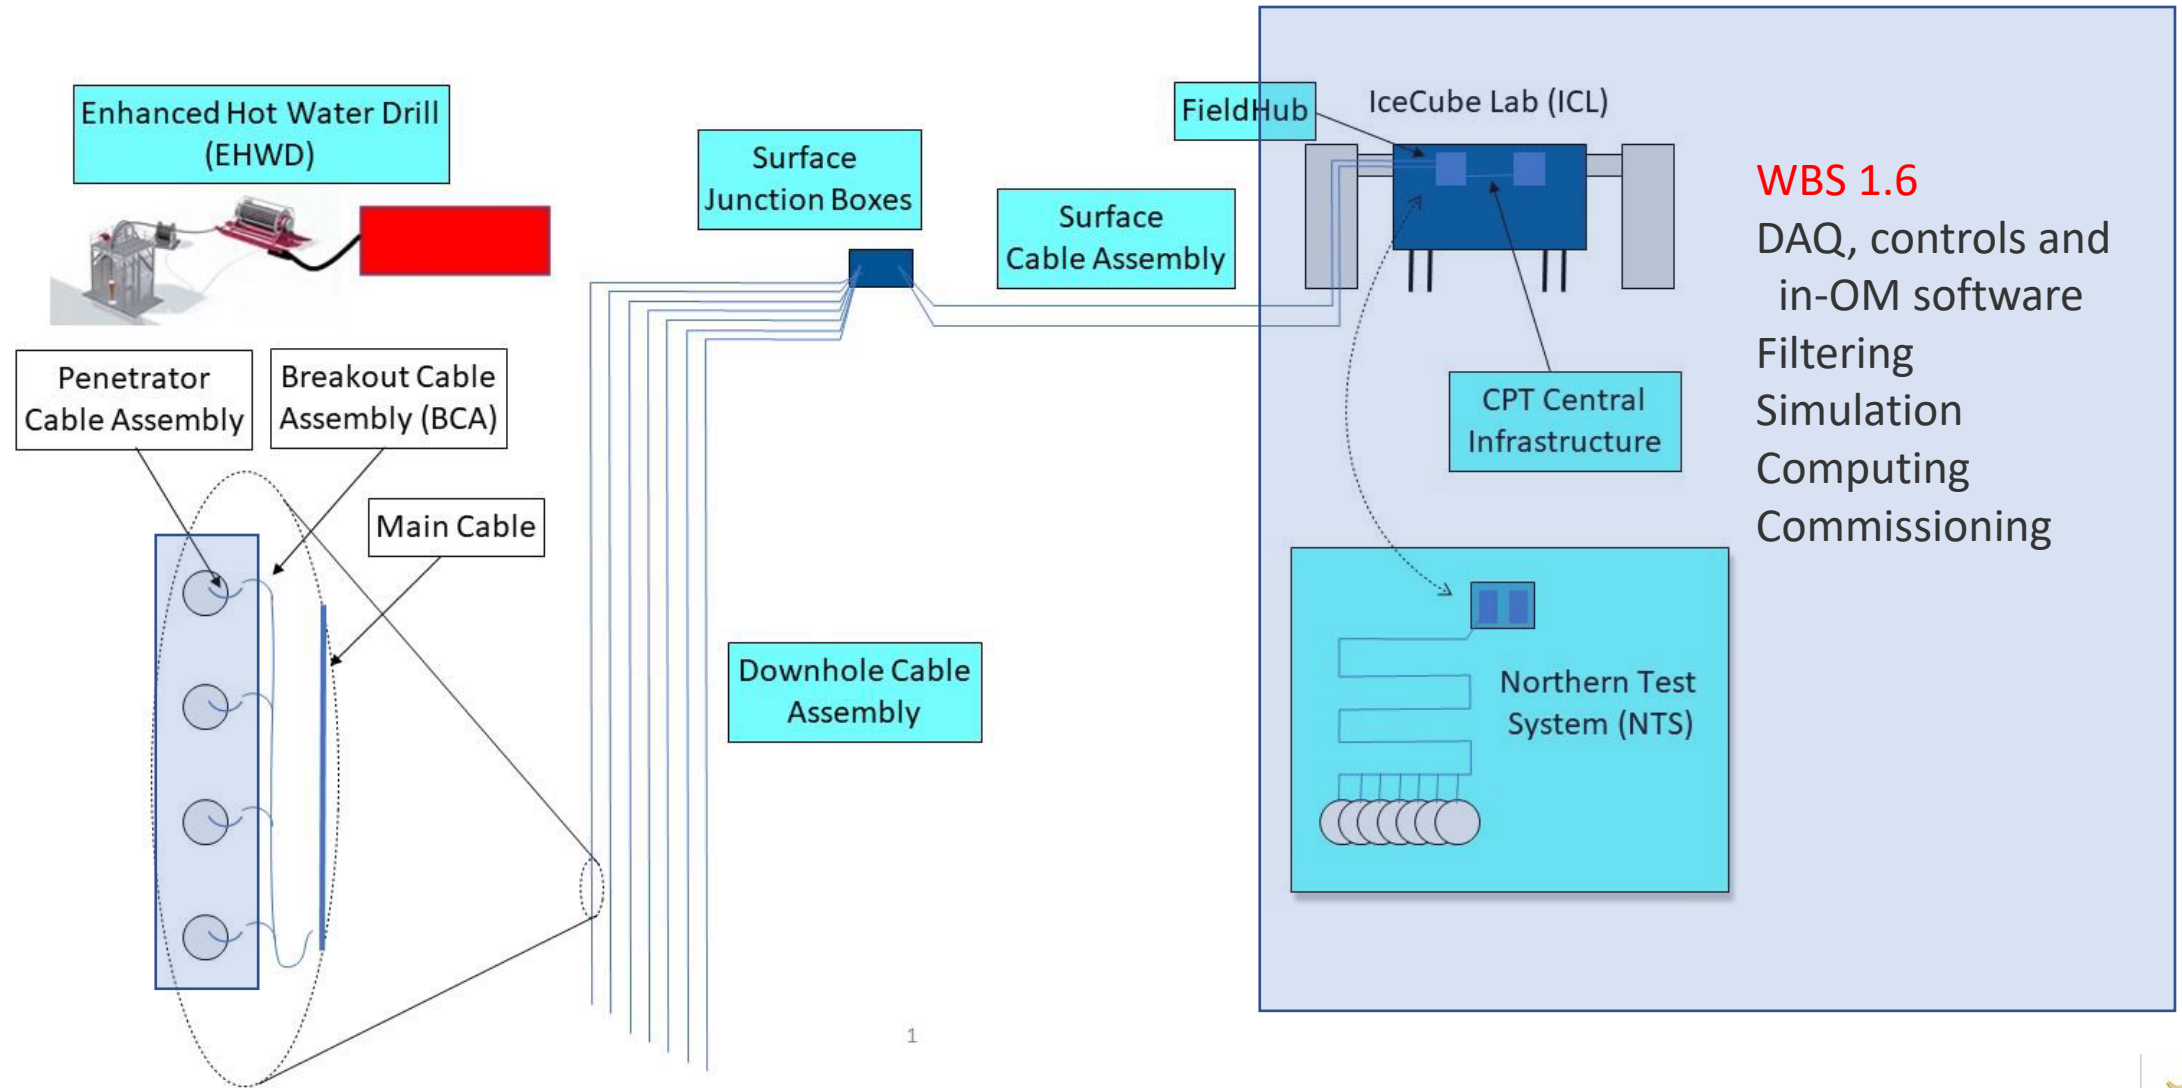 Enhanced Hot Water Drill
(EHWD)
Surface
Junction Boxes
Surface
Cable Assembly
FieldHub
IceCube Lab (ICL)
WBS 1.6
DAQ, controls and
in-OM software
Filtering
Simulation
Computing
Commissioning
Penetrator
Cable Assembly
Breakout Cable
Assembly (BCA)
Main Cable
CPT Central
Infrastructure
Downhole Cable
Assembly
Northern Test
System (NTS)
1